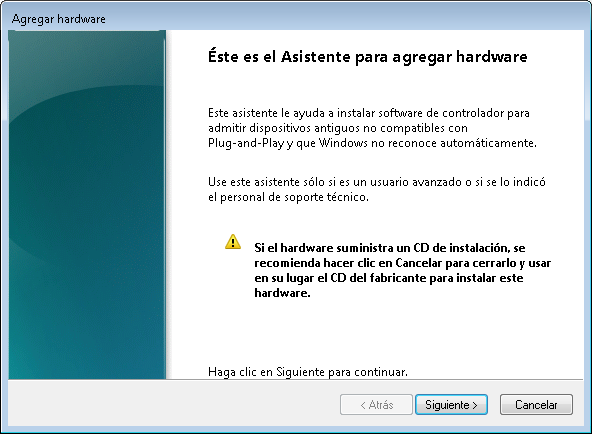 Agregar hardware
Éste es el Asistente para agregar hardware
Este asistente le ayuda a instalar software de controlador para
admitir dispositivos antiguos no compatibles con
Plug-and-Play y que Windows no reconoce automáticamente.
Use este asistente sólo si es un usuario avanzado o si se lo indicó
el personal de soporte técnico.
Si el hardware suministra un CD de instalación, se
recomienda hacer clic en Cancelar para cerrarlo y usar
en su lugar el CD del fabricante para instalar este
hardware.
Haga clic en Siguiente para continuar.
< Atrás
Siguiente >
Cancelar